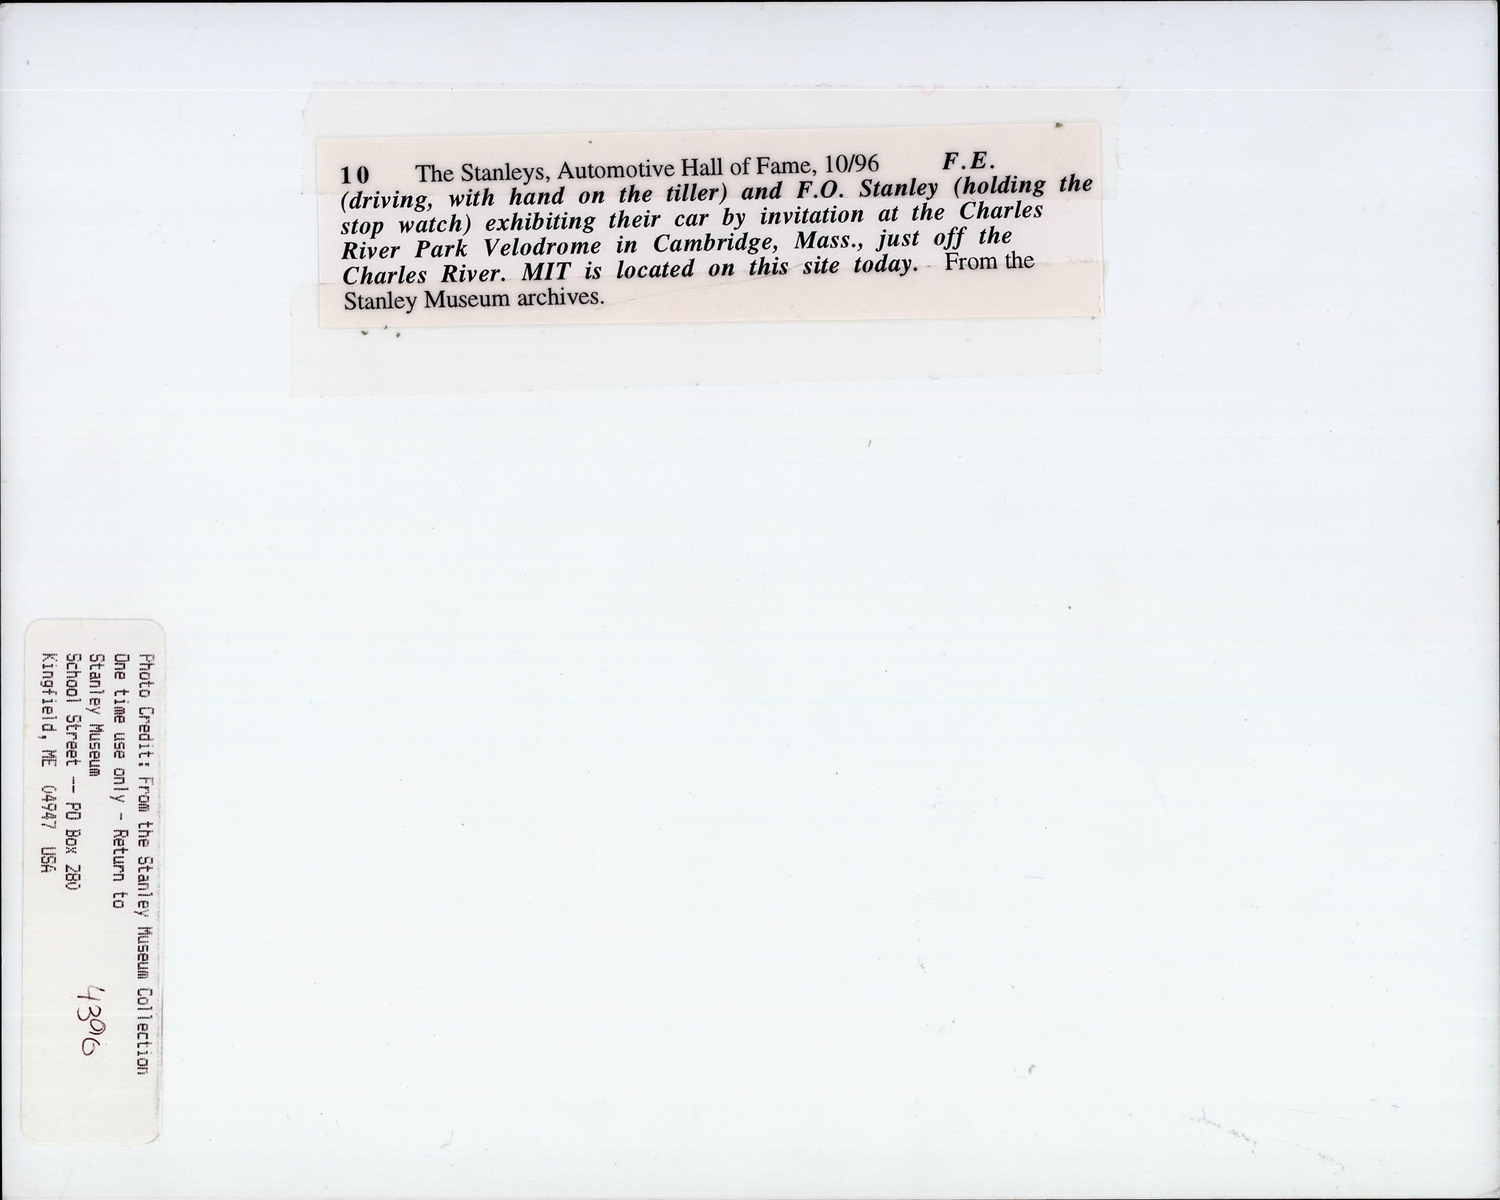 10 The Stanleys, Automotive Hall of Fame, 10/96 F.E.
(driving, with hand on the tiller) and F.O. Stanley (holding the
stop watch) exhibiting their car by invitation at the Charles
River Park Velodrome in Cambridge, Mass., just off the
Charles River. MIT is located on this site today. From the
Stanley Museum archives.
Photo Credit: From the Stanley Museum Collection
One time use only - Return to
Stanley Museum
School Street -- PO Box 280
Kingfield, ME 04947 USA
4396